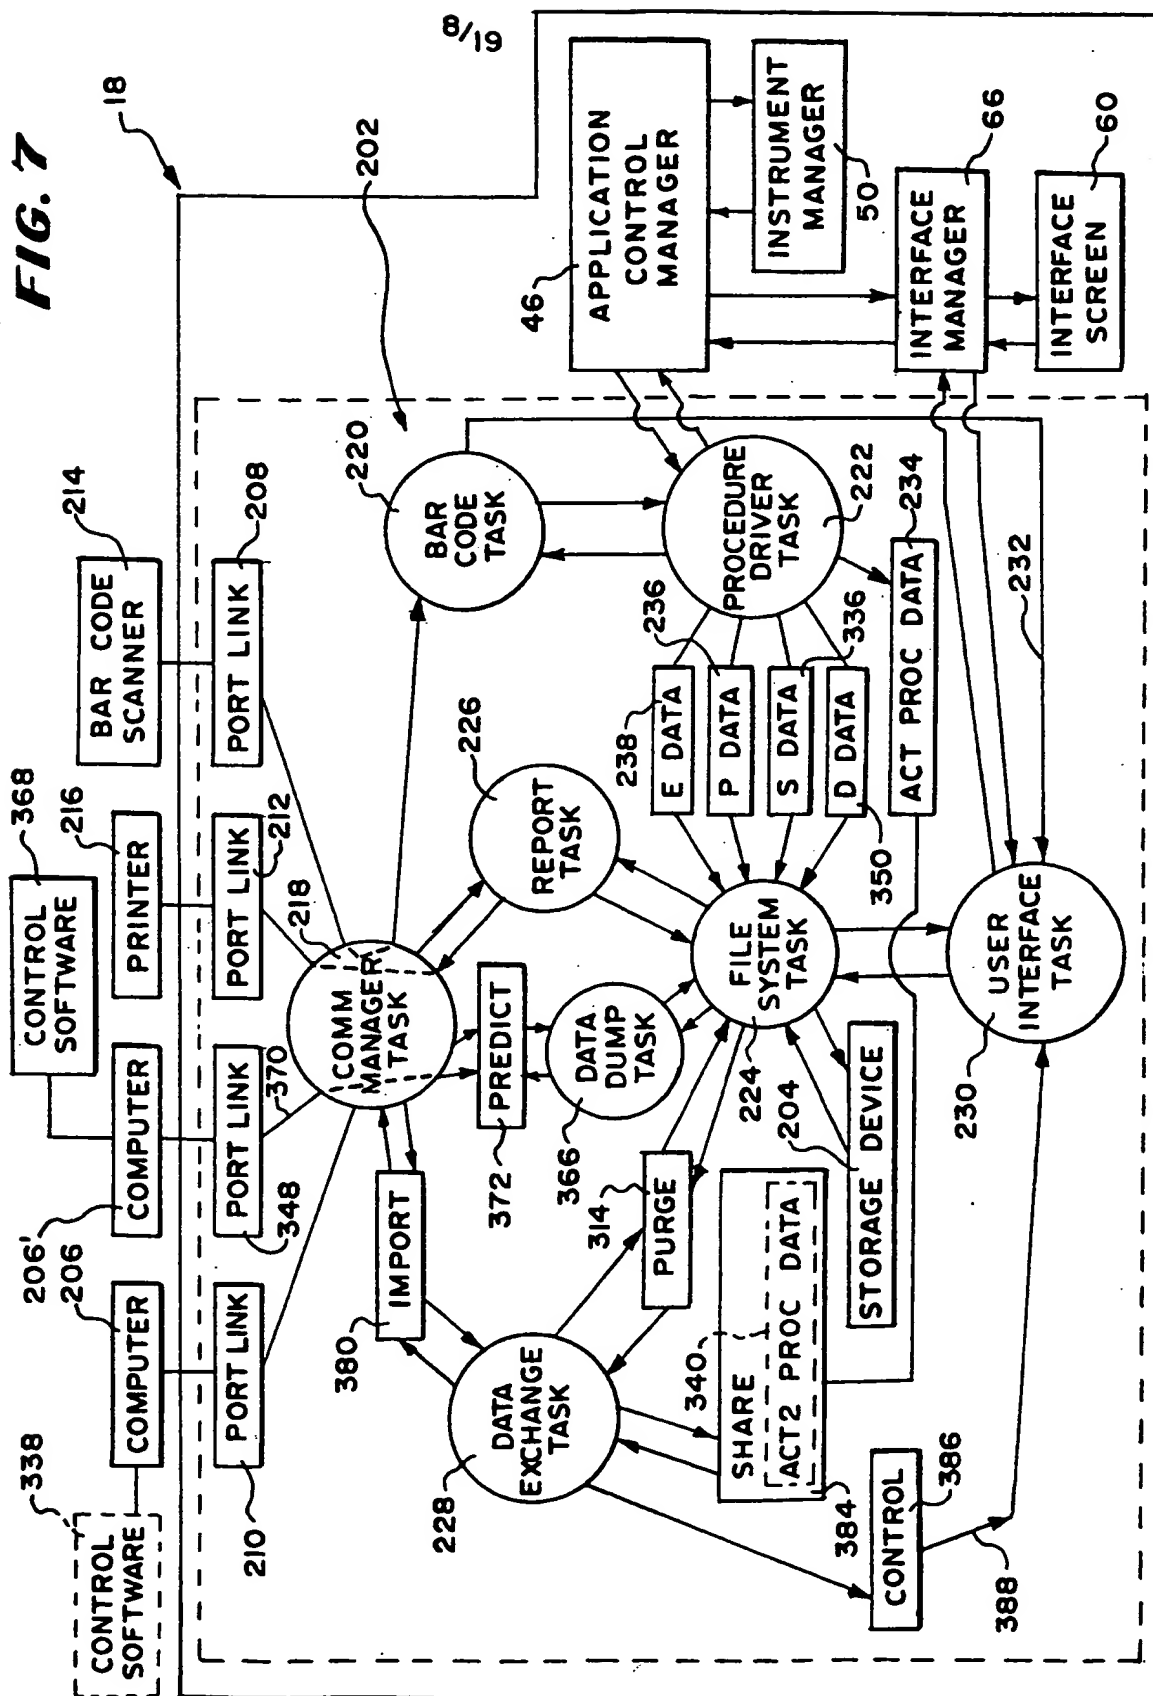 8/19
FIG. 7
18
202
CONTROL
SOFTWARE
338
COMPUTER
206
COMPUTER
206'
CONTROL
SOFTWARE
368
PRINTER
216
BAR CODE
SCANNER
214
PORT LINK
210
PORT LINK
348
370
PORT LINK
212
PORT LINK
208
COMM
MANAGER
TASK
218
BAR
CODE
TASK
220
IMPORT
380
PREDICT
372
REPORT
TASK
226
DATA
EXCHANGE
TASK
228
DATA
DUMP
TASK
366
PURGE
314
FILE
SYSTEM
TASK
224
E DATA
238
P DATA
236
S DATA
336
D DATA
350
PROCEDURE
DRIVER
TASK
222
ACT PROC DATA
234
SHARE
340
ACT2 PROC DATA
384
STORAGE DEVICE
204
CONTROL
386
388
USER
INTERFACE
TASK
230
232
APPLICATION
CONTROL
MANAGER
46
INSTRUMENT
MANAGER
50
INTERFACE
MANAGER
66
INTERFACE
SCREEN
60